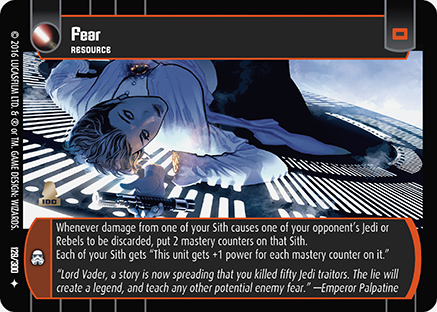 Fear
RESOURCE
100
Whenever damage from one of your Sith causes one of your opponent's Jedi or
Rebels to be discarded, put 2 mastery counters on that Sith.
Each of your Sith gets "This unit gets +1 power for each mastery counter on it."
"Lord Vader, a story is now spreading that you killed fifty Jedi traitors. The lie will
create a legend, and teach any other potential enemy fear." —Emperor Palpatine
© 2016 LUCASFILM LTD. & ® OR TM. GAME DESIGN: WIZARDS.
129/300